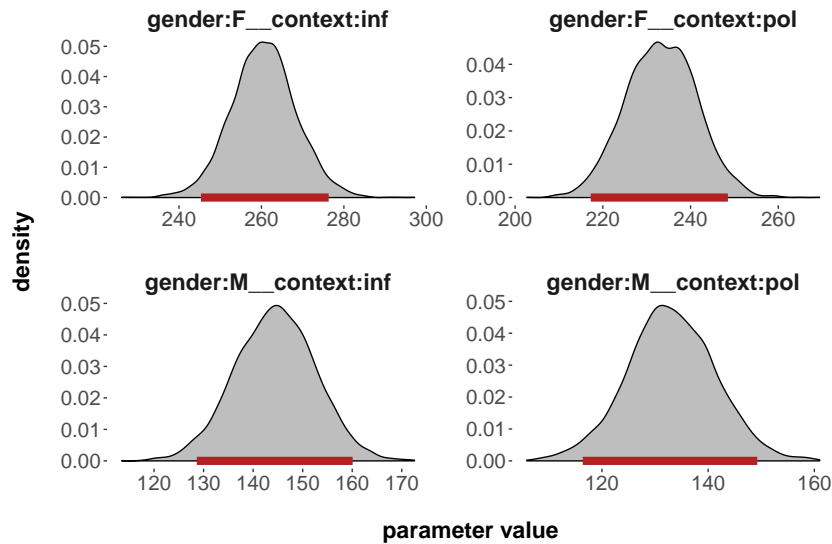 gender:F__context:inf
gender:F__context:pol
0.05
0.04
0.03
0.02
0.01
0.00
240 260 280 300
0.04
0.03
0.02
0.01
0.00
200 220 240 260
density
gender:M__context:inf
gender:M__context:pol
0.05
0.04
0.03
0.02
0.01
0.00
120 130 140 150 160 170
0.05
0.04
0.03
0.02
0.01
0.00
120 140 160
parameter value